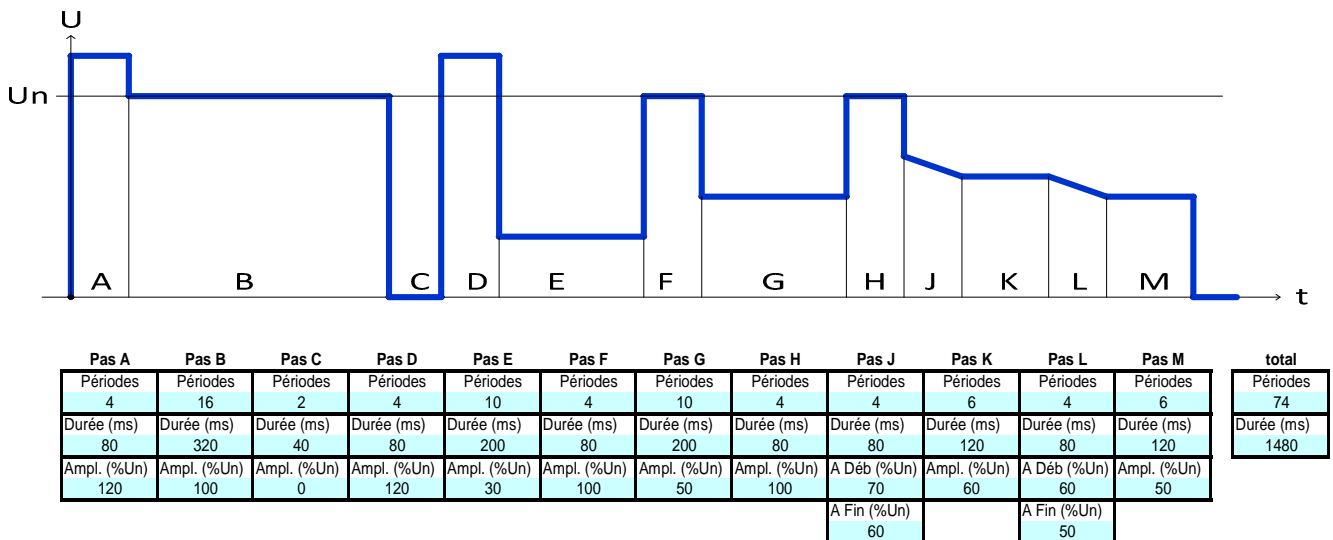 U
Un
A B C D E F G H J K L M
t
Pas A Pas B Pas C Pas D Pas E Pas F Pas G Pas H Pas J Pas K Pas L Pas M total
Périodes Périodes Périodes Périodes Périodes Périodes Périodes Périodes Périodes Périodes Périodes Périodes Périodes
4 16 2 4 10 4 10 4 4 6 4 6 74
Durée (ms) Durée (ms) Durée (ms) Durée (ms) Durée (ms) Durée (ms) Durée (ms) Durée (ms) Durée (ms) Durée (ms) Durée (ms) Durée (ms) Durée (ms)
80 320 40 80 200 80 200 80 80 120 80 120 1480
Ampl. (%Un) Ampl. (%Un) Ampl. (%Un) Ampl. (%Un) Ampl. (%Un) Ampl. (%Un) Ampl. (%Un) Ampl. (%Un) A Déb (%Un) Ampl. (%Un) A Déb (%Un) Ampl. (%Un)
120 100 0 120 30 100 50 100 70 60 60 50
A Fin (%Un) A Fin (%Un)
60 50